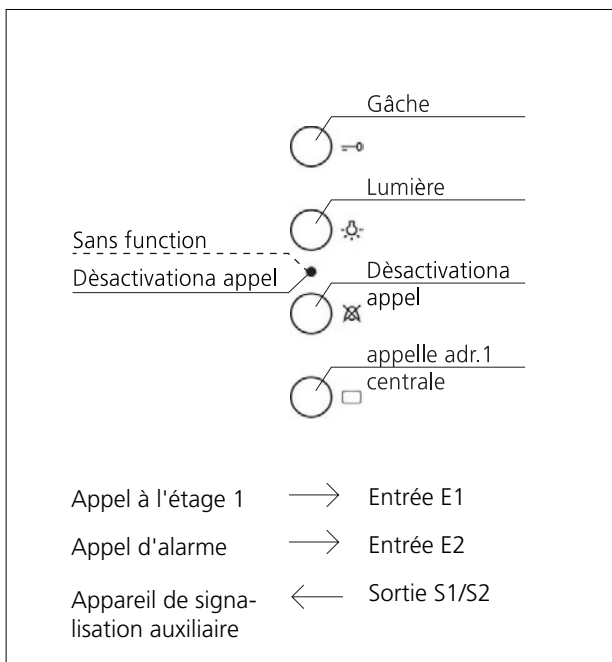 Gâche
Lumière
Sans function
Dèsactivationa appel
Dèsactivationa
appel
appelle adr.1
centrale
Appel à l'étage 1 → Entrée E1
Appel d'alarme → Entrée E2
Appareil de signa- ← Sortie S1/S2
lisation auxiliaire